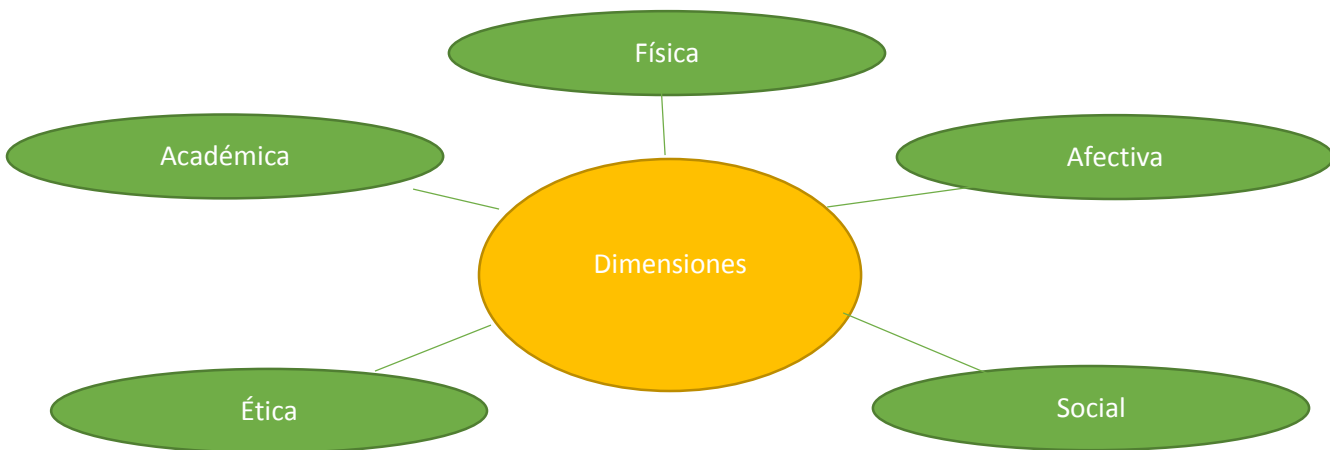 Física
Académica
Afectiva
Dimensiones
Ética
Social